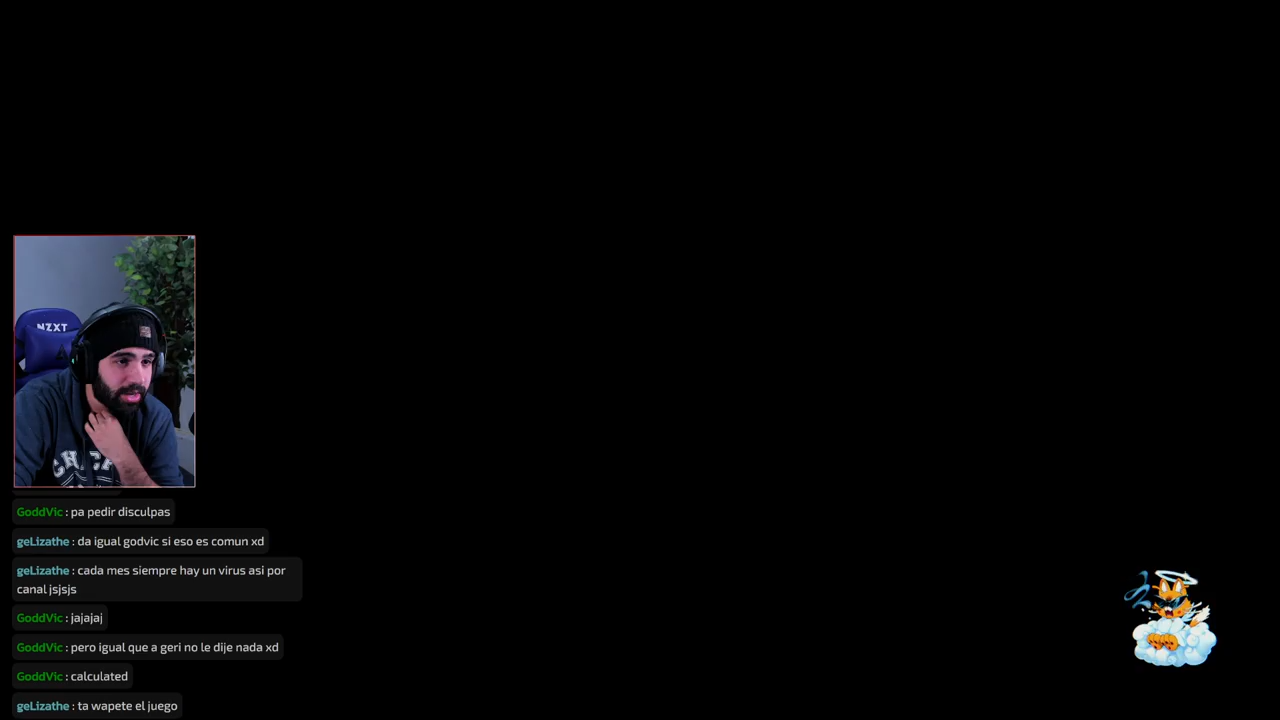 NZXT
GoddVic : pa pedir disculpas
geLizathe : da igual godvic si eso es comun xd
geLizathe : cada mes siempre hay un virus asi por
canal jsjsjs
GoddVic : jajajaj
GoddVic : pero igual que a geri no le dije nada xd
GoddVic : calculated
geLizathe : ta wapete el juego